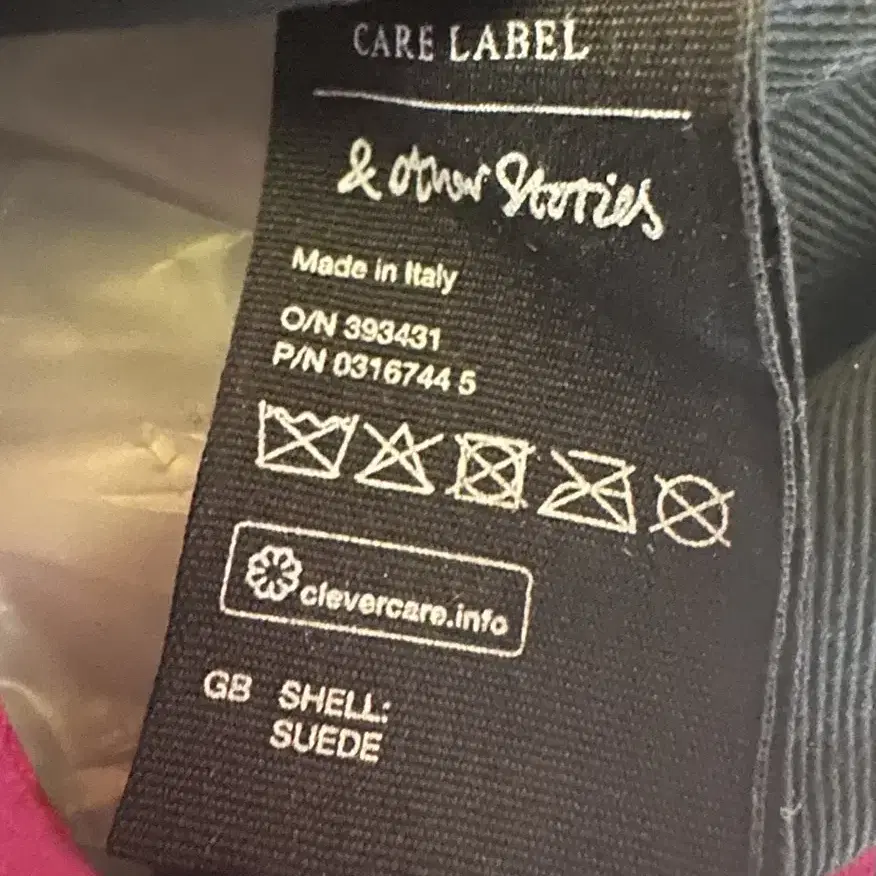 CARE LABEL
& other Stories
Made in Italy
O/N 393431
P/N 0316744 5
clevercare.info
GB SHELL:
SUEDE